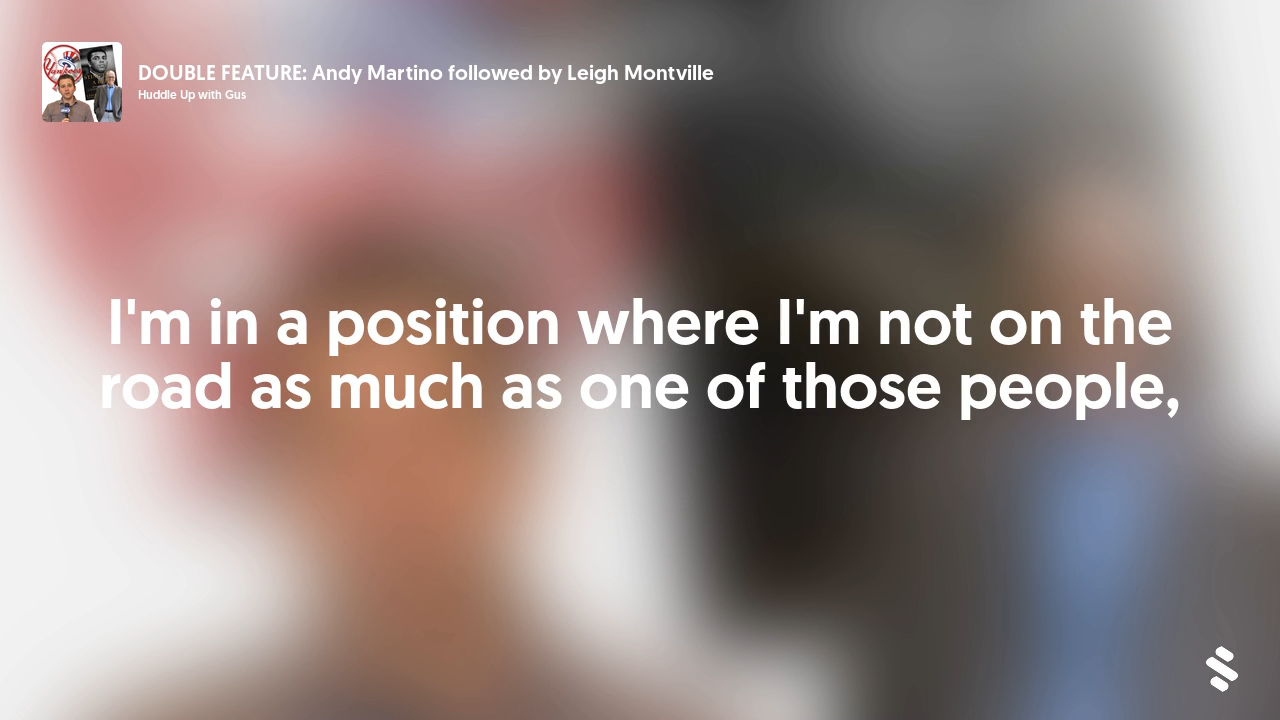 DOUBLE FEATURE: Andy Martino followed by Leigh Montville
Huddle Up with Gus
I'm in a position where I'm not on the
road as much as one of those people,